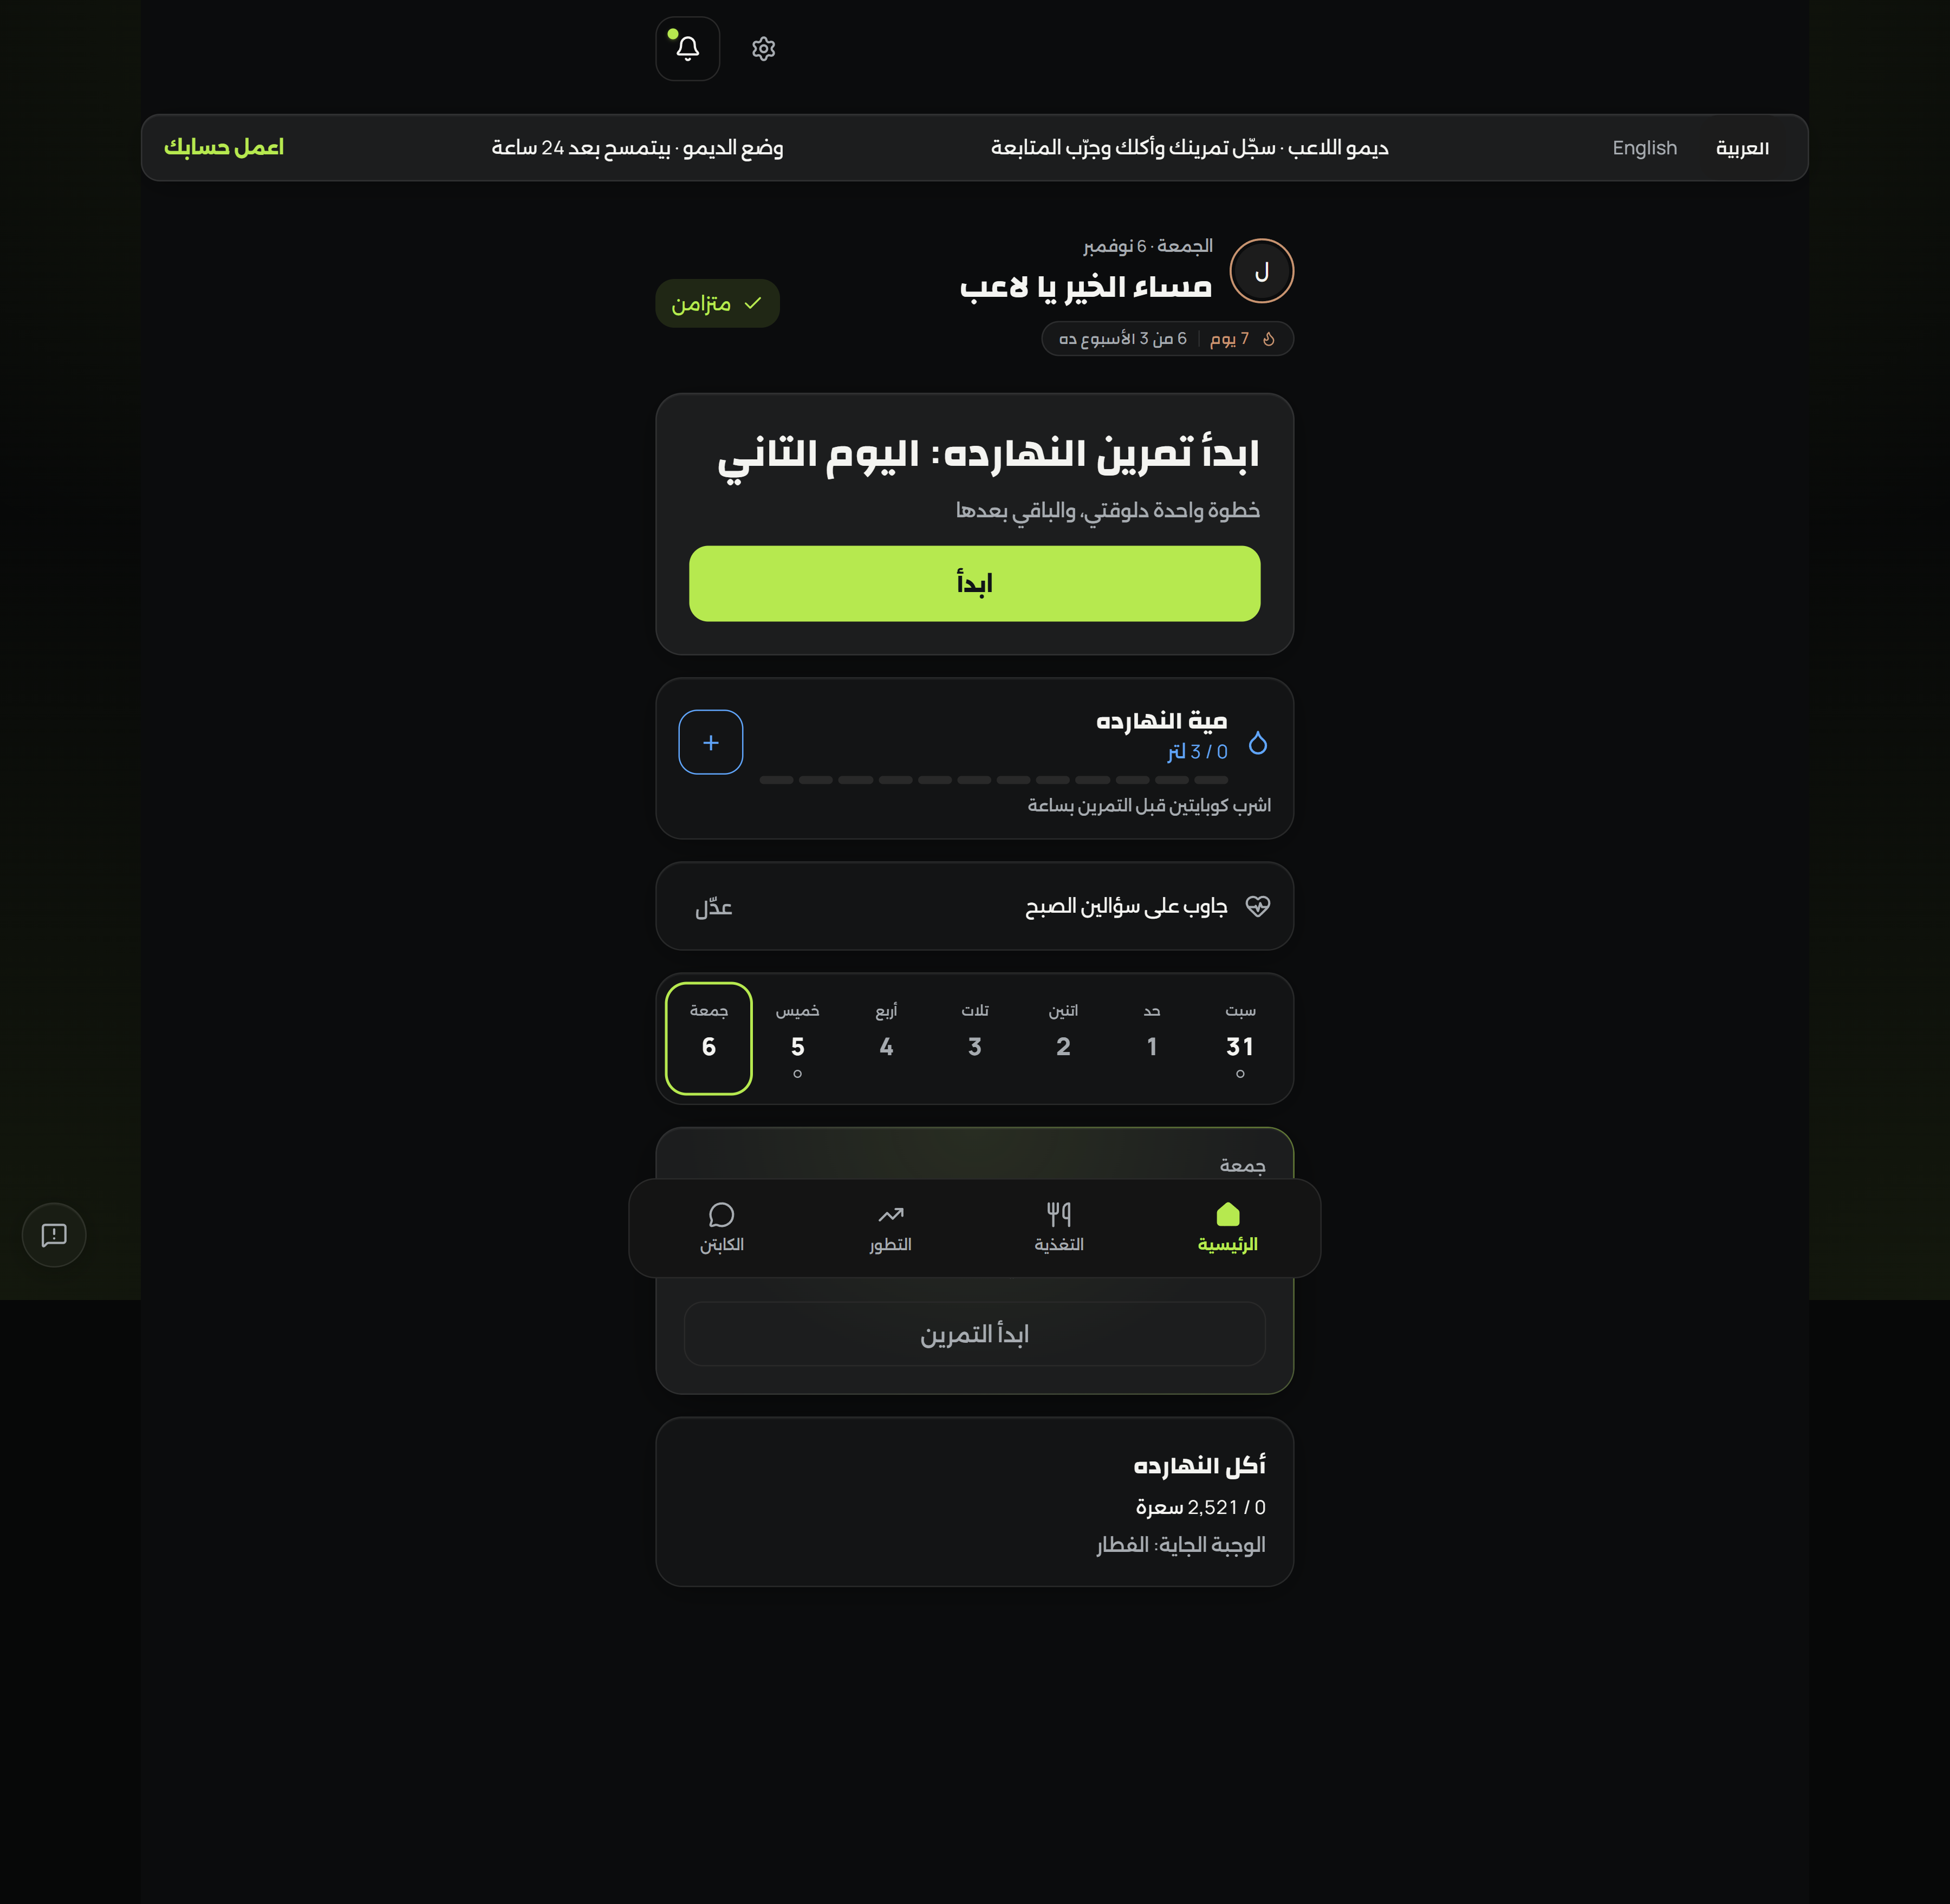 العربية
English
ديمو اللاعب · سجّل تمرينك وأكلك وجرّب المتابعة
وضع الديمو · بيتمسح بعد 24 ساعة
اعمل حسابك
ل
الجمعة · 6 نوفمبر
مساء الخير يا لاعب
7 يوم
6 من 3 الأسبوع ده
متزامن
ابدأ تمرين النهارده: اليوم التاني
خطوة واحدة دلوقتي، والباقي بعدها
ابدأ
مية النهارده
0 / 3 لتر
+
اشرب كوبايتين قبل التمرين بساعة
جاوب على سؤالين الصبح
عدّل
سبت حد اتنين تلات أربع خميس جمعة
31 1 2 3 4 5 6
جمعة
الرئيسية
التغذية
التطور
الكابتن
ابدأ التمرين
أكل النهارده
0 / 2,521 سعرة
الوجبة الجاية: الفطار